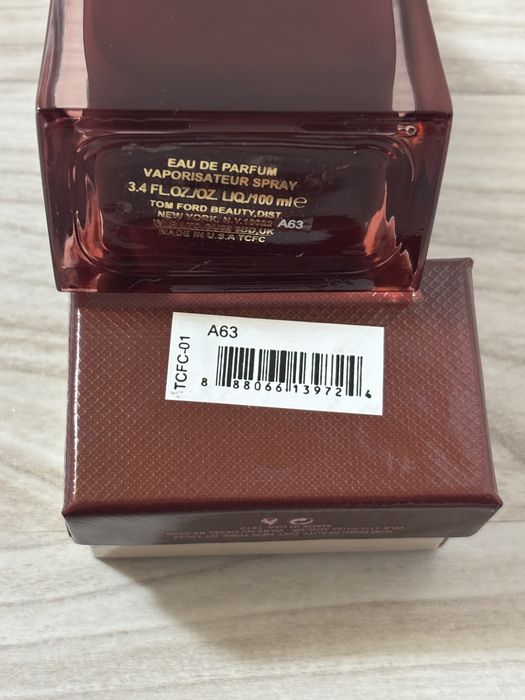 EAU DE PARFUM
VAPORISATEUR SPRAY
3.4 FL.OZ./OZ. LIQ./100 ml e
TOM FORD BEAUTY, DIST.
NEW YORK, N.Y. 10022 A63
MADE IN U.S.A TCFC
A63
TCFC-01
8 88066 13972 4